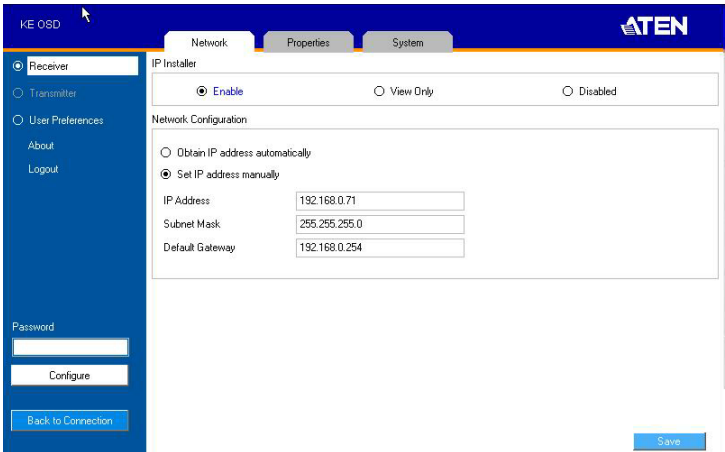 KE OSD
ATEN
Network Properties System
Receiver
Transmitter
User Preferences
About
Logout
Password
Configure
Back to Connection
IP Installer
Enable View Only Disabled
Network Configuration
Obtain IP address automatically
Set IP address manually
IP Address 192.168.0.71
Subnet Mask 255.255.255.0
Default Gateway 192.168.0.254
Save